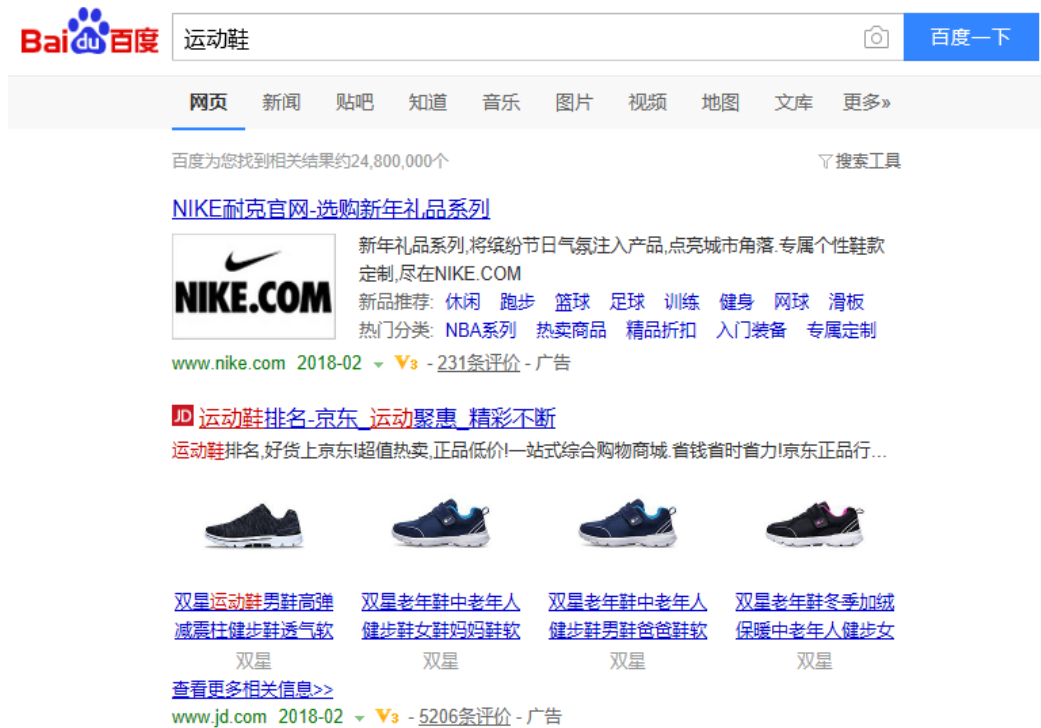 Bai du 百度 运动鞋 百度一下
网页 新闻 贴吧 知道 音乐 图片 视频 地图 文库 更多»
百度为您找到相关结果约24,800,000个 搜索工具
NIKE耐克官网-选购新年礼品系列
NIKE.COM
新年礼品系列,将缤纷节日气氛注入产品,点亮城市角落.专属个性鞋款
定制,尽在NIKE.COM
新品推荐: 休闲 跑步 篮球 足球 训练 健身 网球 滑板
热门分类: NBA系列 热卖商品 精品折扣 入门装备 专属定制
www.nike.com 2018-02 V3 - 231条评价 - 广告
JD 运动鞋排名-京东_运动聚惠_精彩不断
运动鞋排名,好货上京东!超值热卖,正品低价!一站式综合购物商城.省钱省时省力!京东正品行...
双星运动鞋男鞋高弹 双星老年鞋中老年人 双星老年鞋中老年人 双星老年鞋冬季加绒
减震柱健步鞋透气软 健步鞋女鞋妈妈鞋软 健步鞋男鞋爸爸鞋软 保暖中老年人健步女
双星 双星 双星 双星
查看更多相关信息>>
www.jd.com 2018-02 V3 - 5206条评价 - 广告